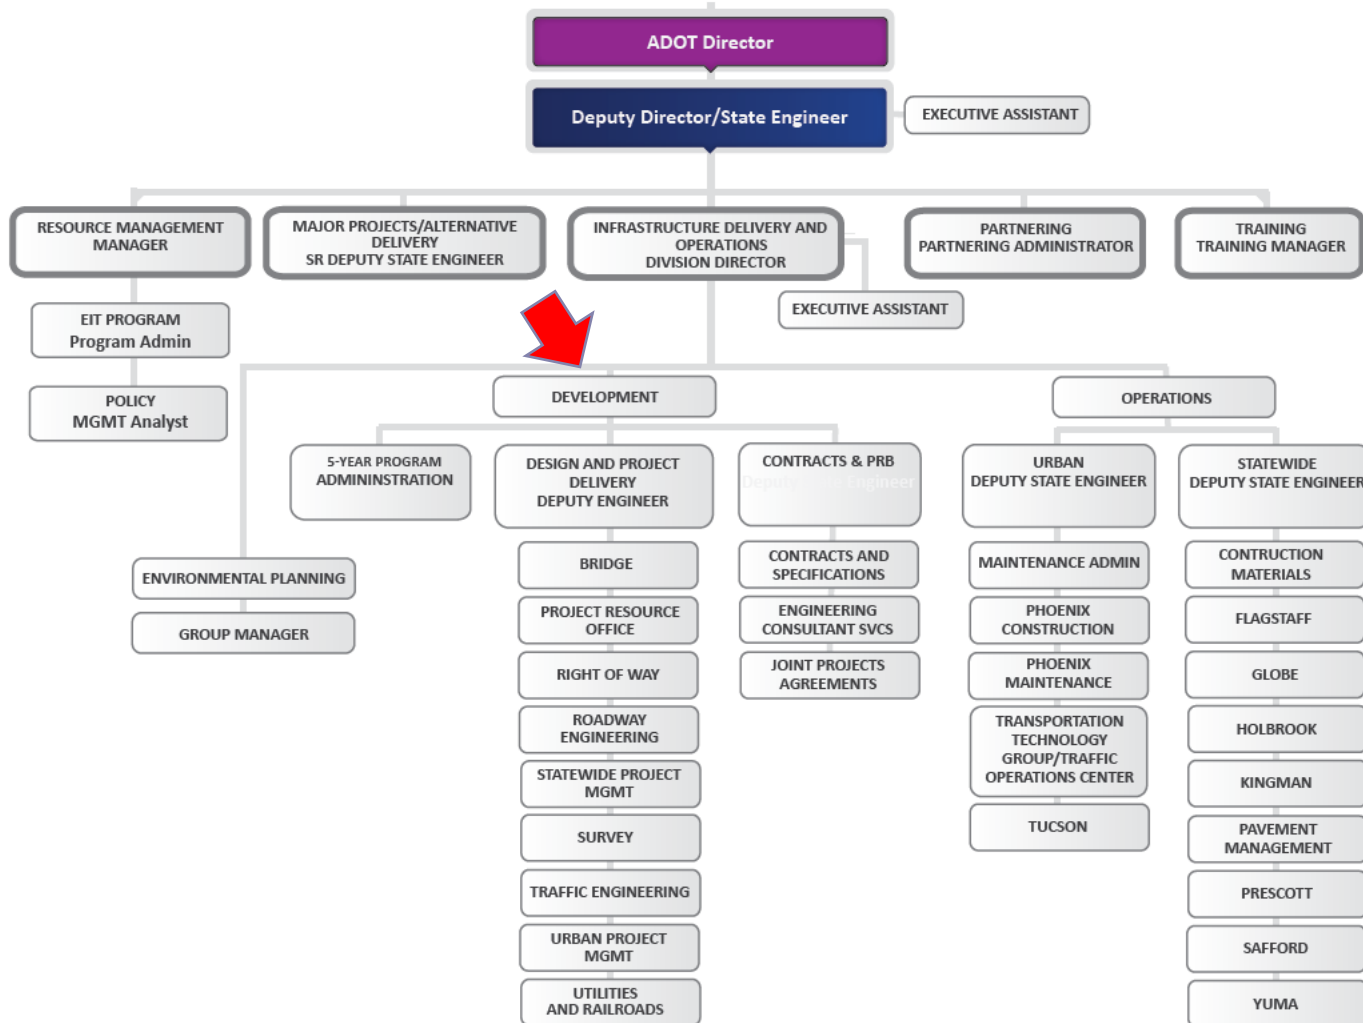 ADOT Director
Deputy Director/State Engineer
EXECUTIVE ASSISTANT
RESOURCE MANAGEMENT
MANAGER
MAJOR PROJECTS/ALTERNATIVE
DELIVERY
SR DEPUTY STATE ENGINEER
INFRASTRUCTURE DELIVERY AND
OPERATIONS
DIVISION DIRECTOR
PARTNERING
PARTNERING ADMINISTRATOR
TRAINING
TRAINING MANAGER
EXECUTIVE ASSISTANT
EIT PROGRAM
Program Admin
POLICY
MGMT Analyst
DEVELOPMENT
OPERATIONS
5-YEAR PROGRAM
ADMININSTRATION
DESIGN AND PROJECT
DELIVERY
DEPUTY ENGINEER
CONTRACTS & PRB
Deputy State Engineer
URBAN
DEPUTY STATE ENGINEER
STATEWIDE
DEPUTY STATE ENGINEER
ENVIRONMENTAL PLANNING
GROUP MANAGER
BRIDGE
PROJECT RESOURCE
OFFICE
RIGHT OF WAY
ROADWAY
ENGINEERING
STATEWIDE PROJECT
MGMT
SURVEY
TRAFFIC ENGINEERING
URBAN PROJECT
MGMT
UTILITIES
AND RAILROADS
CONTRACTS AND
SPECIFICATIONS
ENGINEERING
CONSULTANT SVCS
JOINT PROJECTS
AGREEMENTS
MAINTENANCE ADMIN
PHOENIX
CONSTRUCTION
PHOENIX
MAINTENANCE
TRANSPORTATION
TECHNOLOGY
GROUP/TRAFFIC
OPERATIONS CENTER
TUCSON
CONTRUCTION
MATERIALS
FLAGSTAFF
GLOBE
HOLBROOK
KINGMAN
PAVEMENT
MANAGEMENT
PRESCOTT
SAFFORD
YUMA